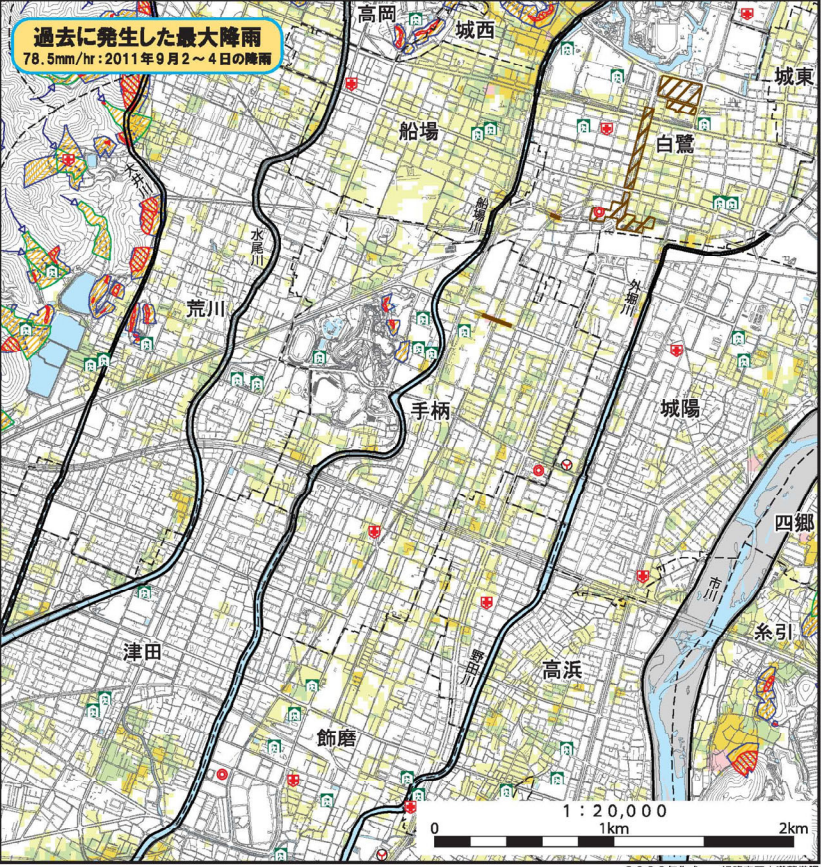 過去に発生した最大降雨
78.5mm/hr:2011年9月2～4日の降雨
高岡
城西
城東
船場
白鷺
大井川
船場川
水尾川
外堀川
荒川
手柄
城陽
四郷
市川
糸引
津田
野田川
高浜
飾磨
1:20,000
0 1km 2km